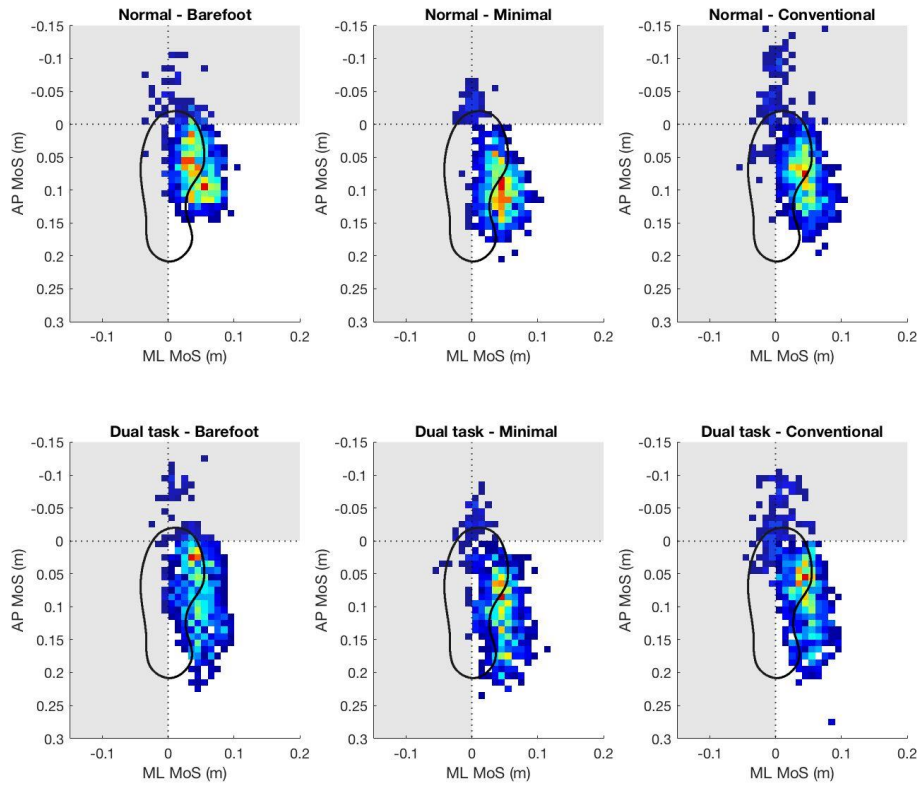 Normal - Barefoot
-0.15
-0.1
-0.05
0
0.05
0.1
0.15
0.2
0.25
0.3
AP MoS (m)
-0.1 0 0.1 0.2
ML MoS (m)
Normal - Minimal
-0.15
-0.1
-0.05
0
0.05
0.1
0.15
0.2
0.25
0.3
AP MoS (m)
-0.1 0 0.1 0.2
ML MoS (m)
Normal - Conventional
-0.15
-0.1
-0.05
0
0.05
0.1
0.15
0.2
0.25
0.3
AP MoS (m)
-0.1 0 0.1 0.2
ML MoS (m)
Dual task - Barefoot
-0.15
-0.1
-0.05
0
0.05
0.1
0.15
0.2
0.25
0.3
AP MoS (m)
-0.1 0 0.1 0.2
ML MoS (m)
Dual task - Minimal
-0.15
-0.1
-0.05
0
0.05
0.1
0.15
0.2
0.25
0.3
AP MoS (m)
-0.1 0 0.1 0.2
ML MoS (m)
Dual task - Conventional
-0.15
-0.1
-0.05
0
0.05
0.1
0.15
0.2
0.25
0.3
AP MoS (m)
-0.1 0 0.1 0.2
ML MoS (m)